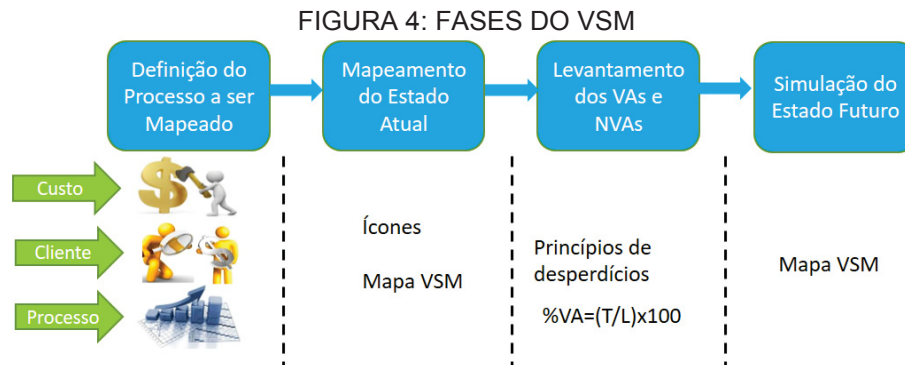 FIGURA 4: FASES DO VSM
Definição do
Processo a ser
Mapeado
Mapeamento
do Estado
Atual
Levantamento
dos VAs e
NVAs
Simulação do
Estado Futuro
Custo
Cliente
Processo
Ícones
Mapa VSM
Princípios de
desperdícios
%VA=(T/L)x100
Mapa VSM